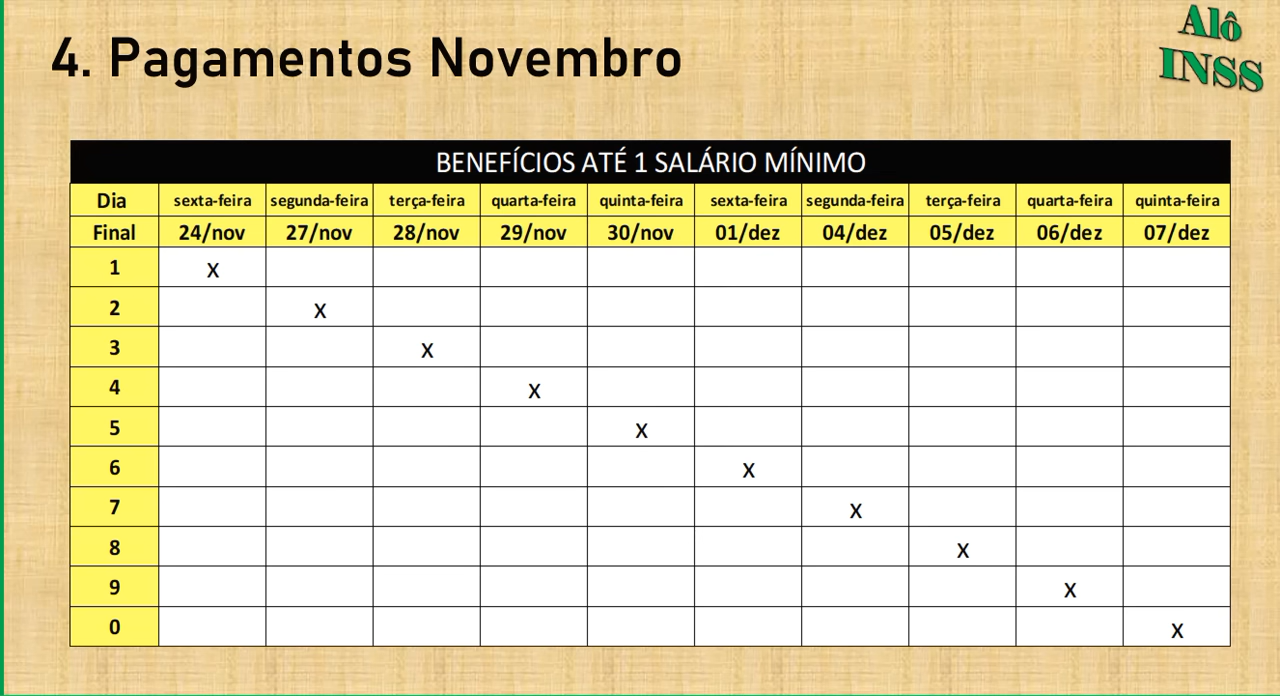 4. Pagamentos Novembro
Alô
INSS
BENEFÍCIOS ATÉ 1 SALÁRIO MÍNIMO
Dia sexta-feira segunda-feira terça-feira quarta-feira quinta-feira sexta-feira segunda-feira terça-feira quarta-feira quinta-feira
Final 24/nov 27/nov 28/nov 29/nov 30/nov 01/dez 04/dez 05/dez 06/dez 07/dez
1 x
2 x
3 x
4 x
5 x
6 x
7 x
8 x
9 x
0 x